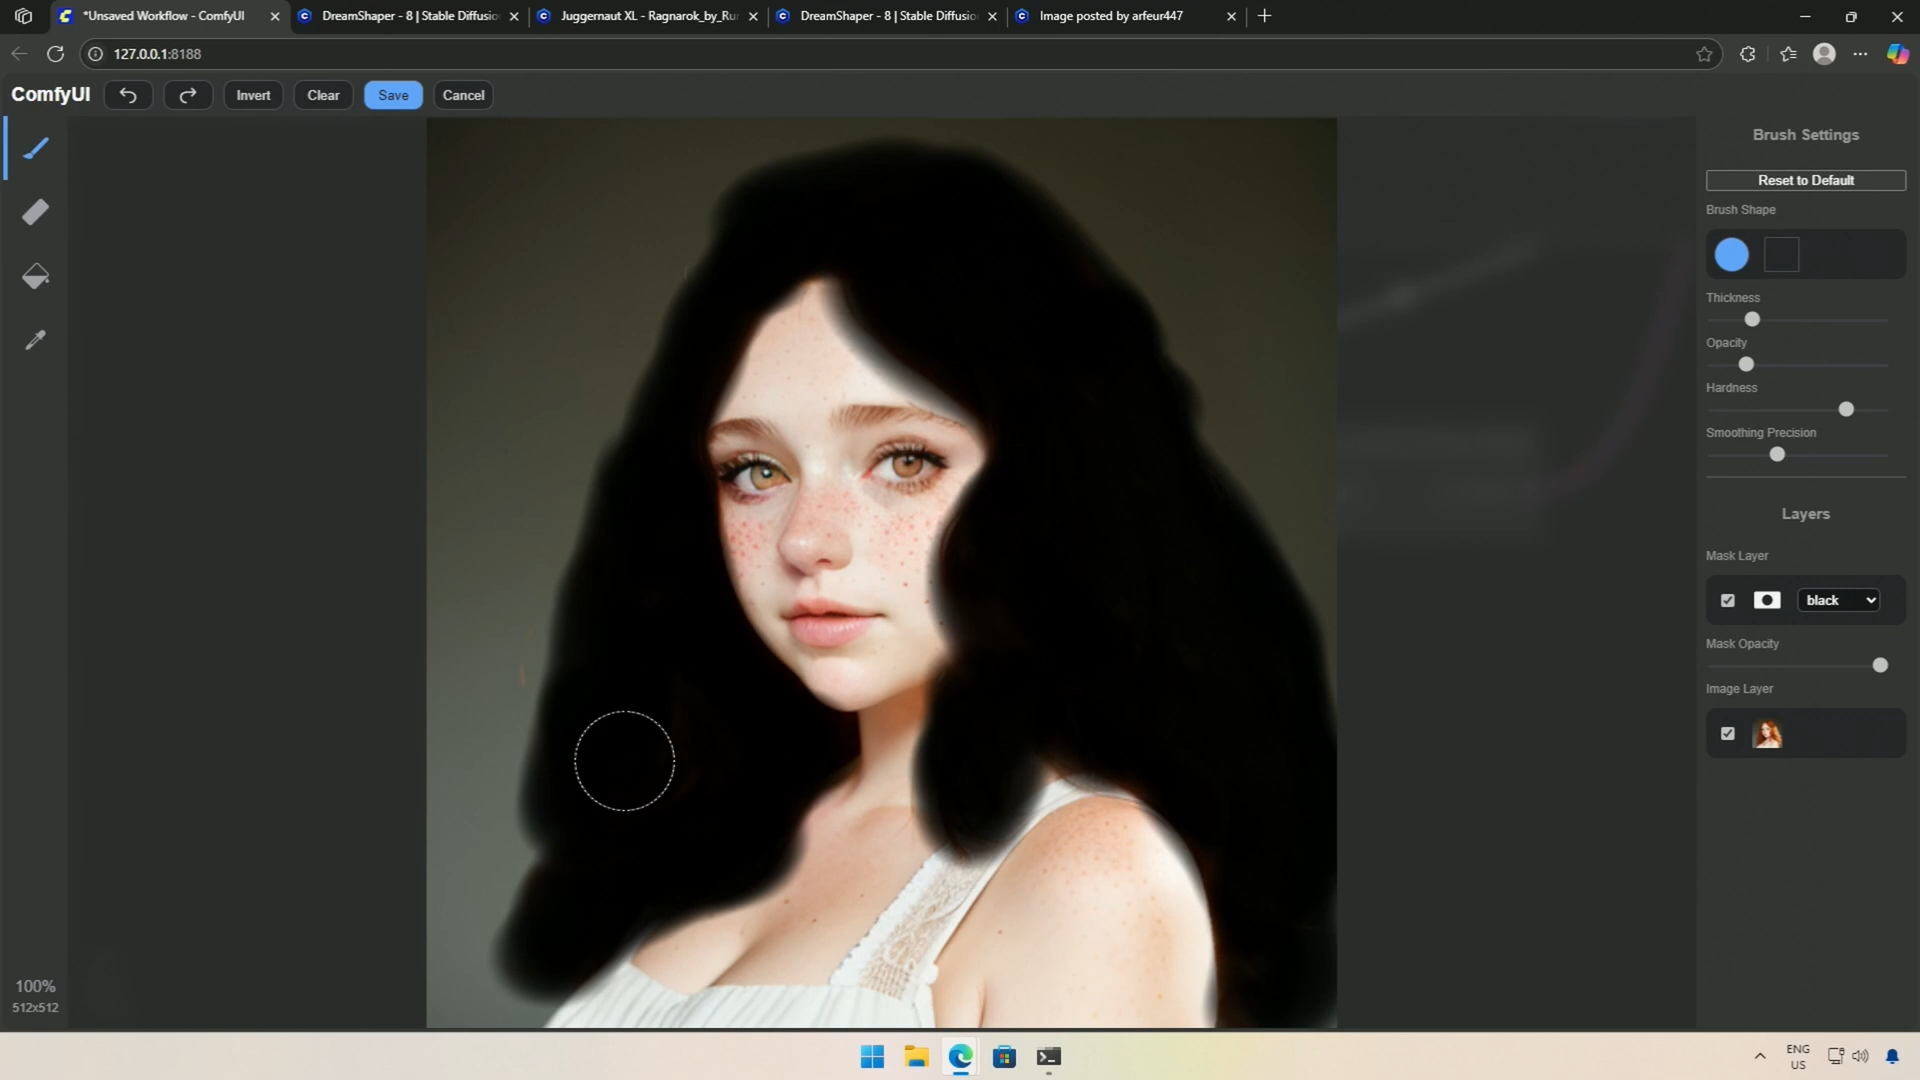 *Unsaved Workflow - ComfyUI
DreamShaper - 8 | Stable Diffusio
Juggernaut XL - Ragnarok_by_Ru
DreamShaper - 8 | Stable Diffusio
Image posted by arfeur447
127.0.0.1:8188
ComfyUI
Invert
Clear
Save
Cancel
Brush Settings
Reset to Default
Brush Shape
Thickness
Opacity
Hardness
Smoothing Precision
Layers
Mask Layer
black
Mask Opacity
Image Layer
100%
512x512
ENG
US